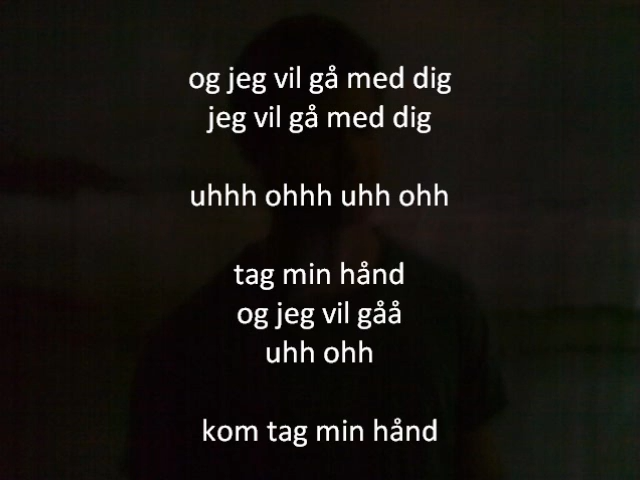 og jeg vil gå med dig
jeg vil gå med dig
uhhh ohhh uhh ohh
tag min hånd
og jeg vil gåå
uhh ohh
kom tag min hånd